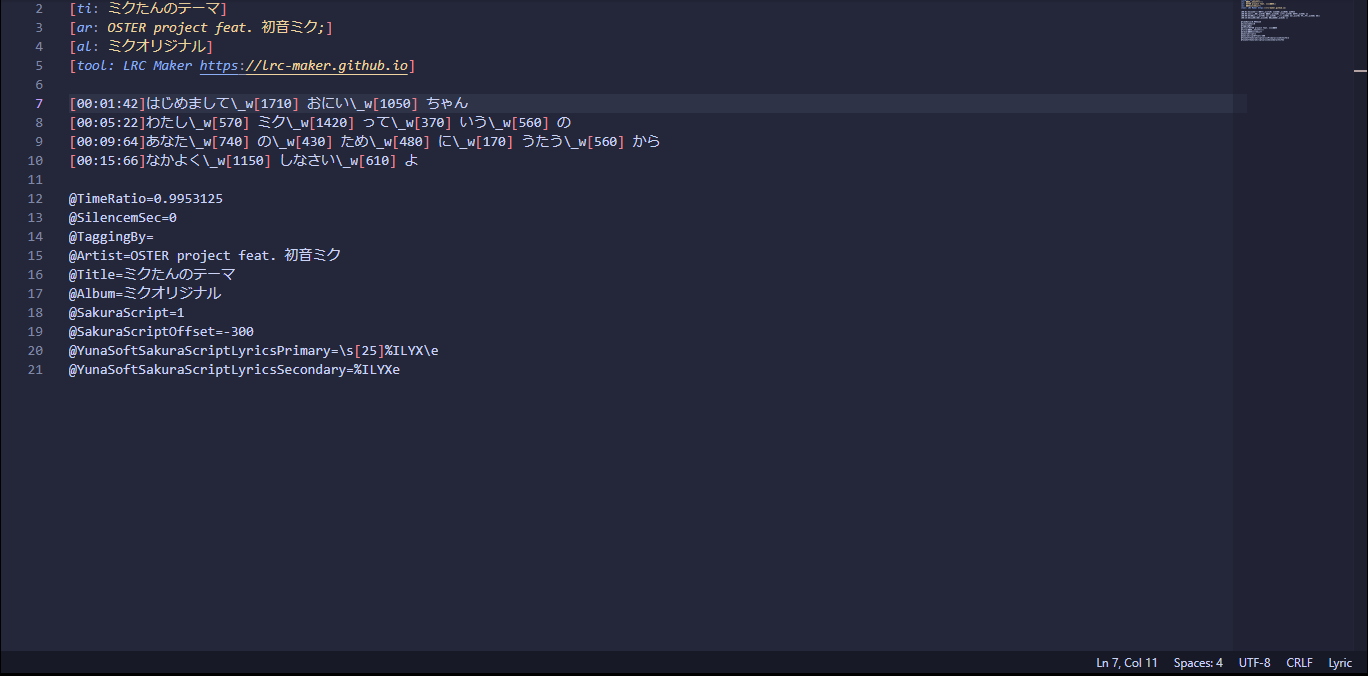 2 [ti: ミクたんのテーマ]
3 [ar: OSTER project feat. 初音ミク;]
4 [al: ミクオリジナル]
5 [tool: LRC Maker https://lrc-maker.github.io]
6
7 [00:01:42]はじめまして\_w[1710] おにい\_w[1050] ちゃん
8 [00:05:22]わたし\_w[570] ミク\_w[1420] って\_w[370] いう\_w[560] の
9 [00:09:64]あなた\_w[740] の\_w[430] ため\_w[480] に\_w[170] うたう\_w[560] から
10 [00:15:66]なかよく\_w[1150] しなさい\_w[610] よ
11
12 @TimeRatio=0.9953125
13 @SilencemSec=0
14 @TaggingBy=
15 @Artist=OSTER project feat. 初音ミク
16 @Title=ミクたんのテーマ
17 @Album=ミクオリジナル
18 @SakuraScript=1
19 @SakuraScriptOffset=-300
20 @YunaSoftSakuraScriptLyricsPrimary=\s[25]%ILYX\e
21 @YunaSoftSakuraScriptLyricsSecondary=%ILYXe
Ln 7, Col 11 Spaces: 4 UTF-8 CRLF Lyric